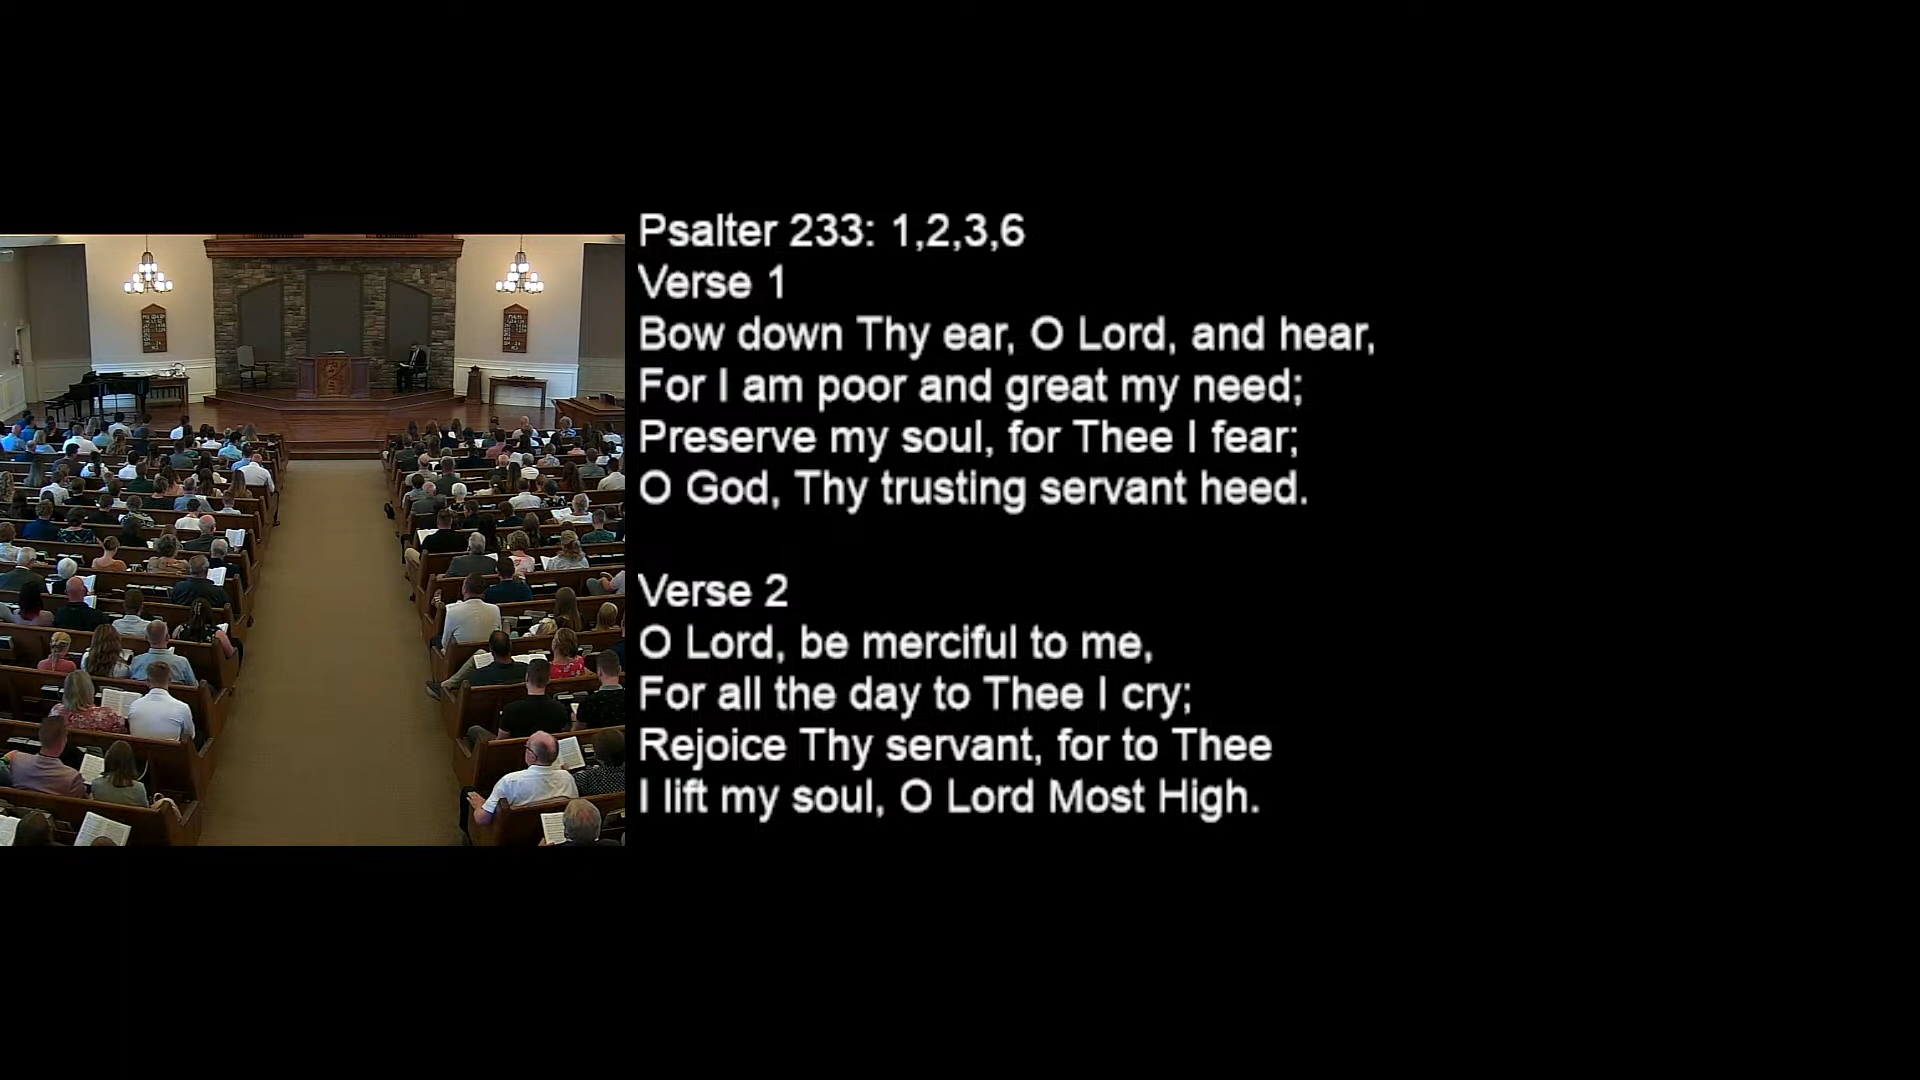 Psalter 233: 1,2,3,6
Verse 1
Bow down Thy ear, O Lord, and hear,
For I am poor and great my need;
Preserve my soul, for Thee I fear;
O God, Thy trusting servant heed.
Verse 2
O Lord, be merciful to me,
For all the day to Thee I cry;
Rejoice Thy servant, for to Thee
I lift my soul, O Lord Most High.